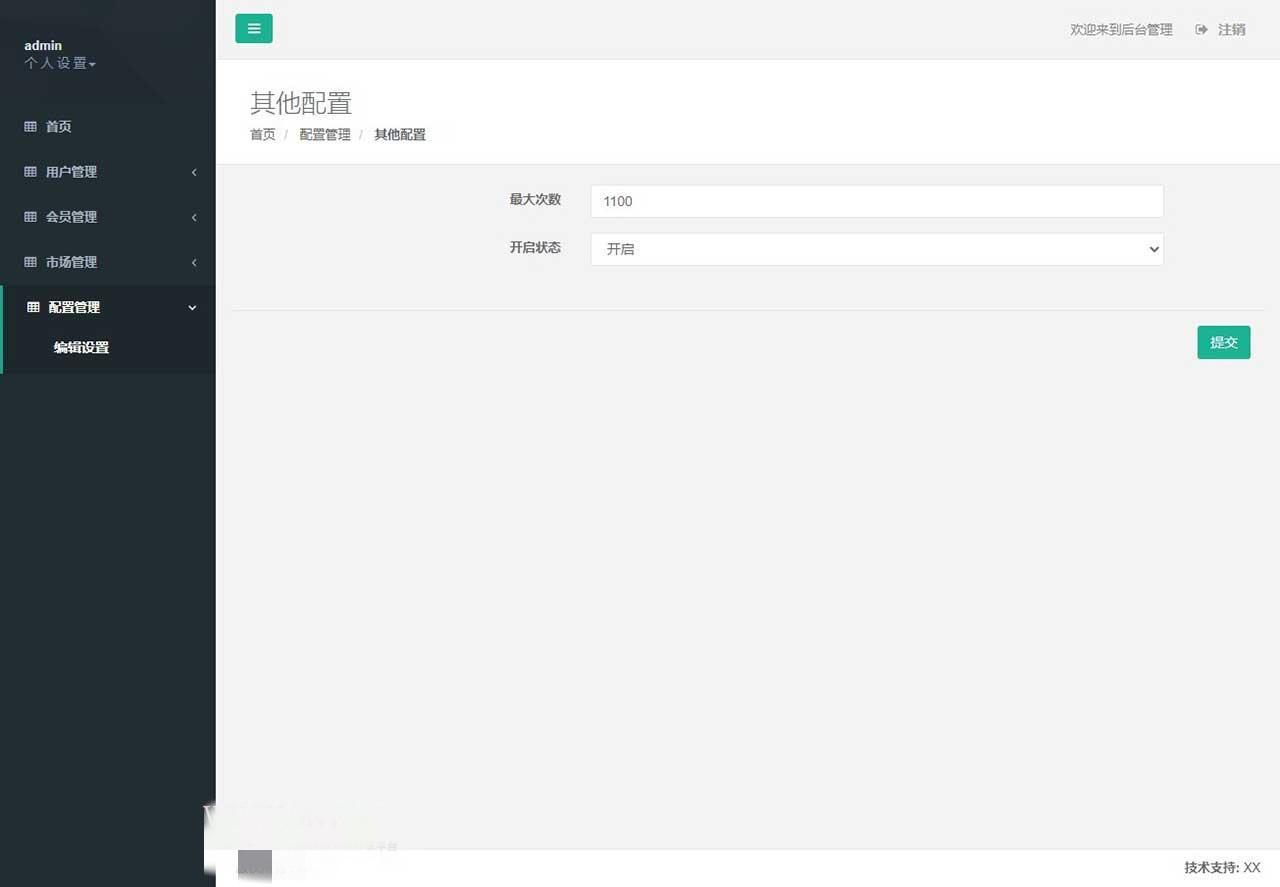 admin
个人设置
首页
用户管理
会员管理
市场管理
配置管理
编辑设置
欢迎来到后台管理 注销
其他配置
首页 / 配置管理 / 其他配置
最大次数 1100
开启状态 开启
提交
技术支持: XX